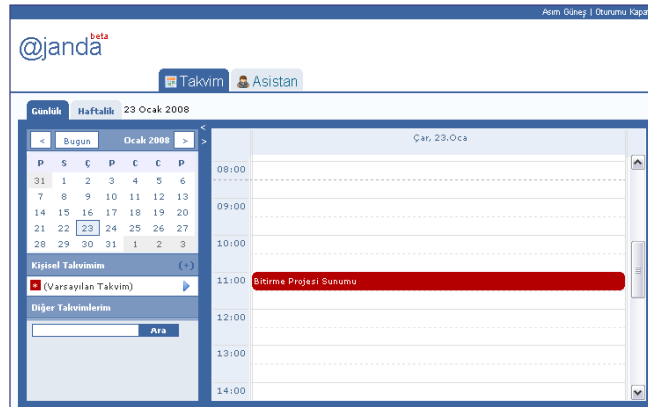 Asım Güneş | Oturumu Kapa
@janda beta
Takvim Asistan
Günlük Haftalik 23 Ocak 2008
< Bugun Ocak 2008 > < >
Çar, 23.Oca
P S Ç P C C P
31 1 2 3 4 5 6
7 8 9 10 11 12 13
14 15 16 17 18 19 20
21 22 23 24 25 26 27
28 29 30 31 1 2 3
Kişisel Takvimim (+)
* (Varsayılan Takvim)
Diğer Takvimlerim
Ara
08:00
09:00
10:00
11:00 Bitirme Projesi Sunumu
12:00
13:00
14:00